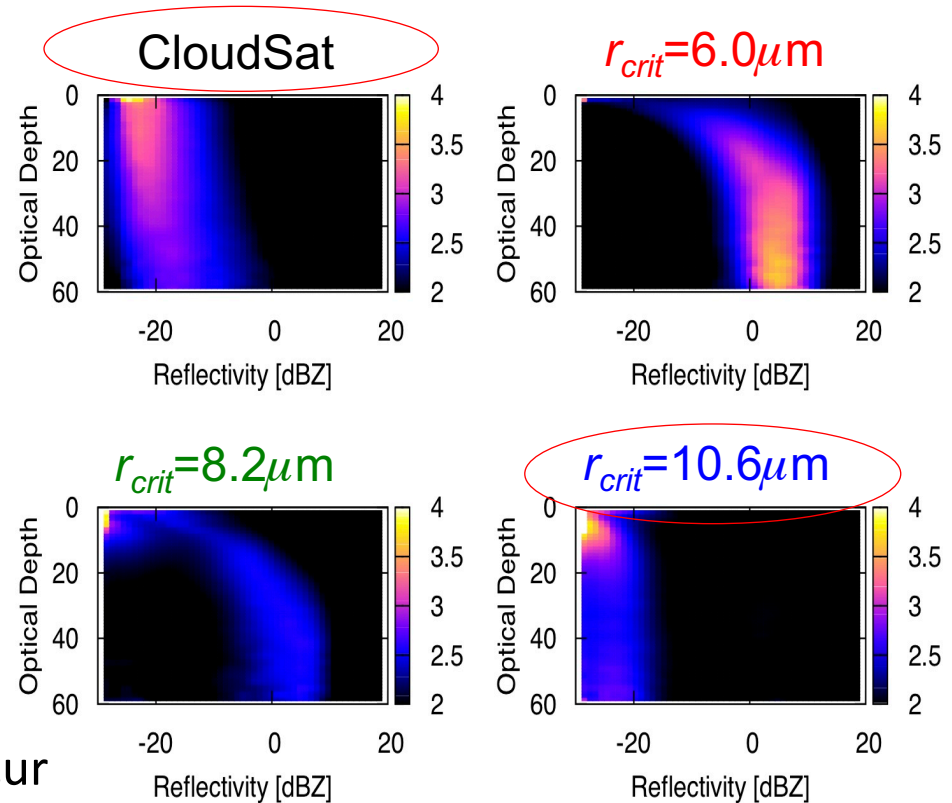 CloudSat
r_crit=6.0μm
0
20
40
60
Optical Depth
-20 0 20
Reflectivity [dBZ]
4
3.5
3
2.5
2
0
20
40
60
Optical Depth
-20 0 20
Reflectivity [dBZ]
4
3.5
3
2.5
2
r_crit=8.2μm
r_crit=10.6μm
0
20
40
60
Optical Depth
-20 0 20
Reflectivity [dBZ]
4
3.5
3
2.5
2
0
20
40
60
Optical Depth
-20 0 20
Reflectivity [dBZ]
4
3.5
3
2.5
2
ur